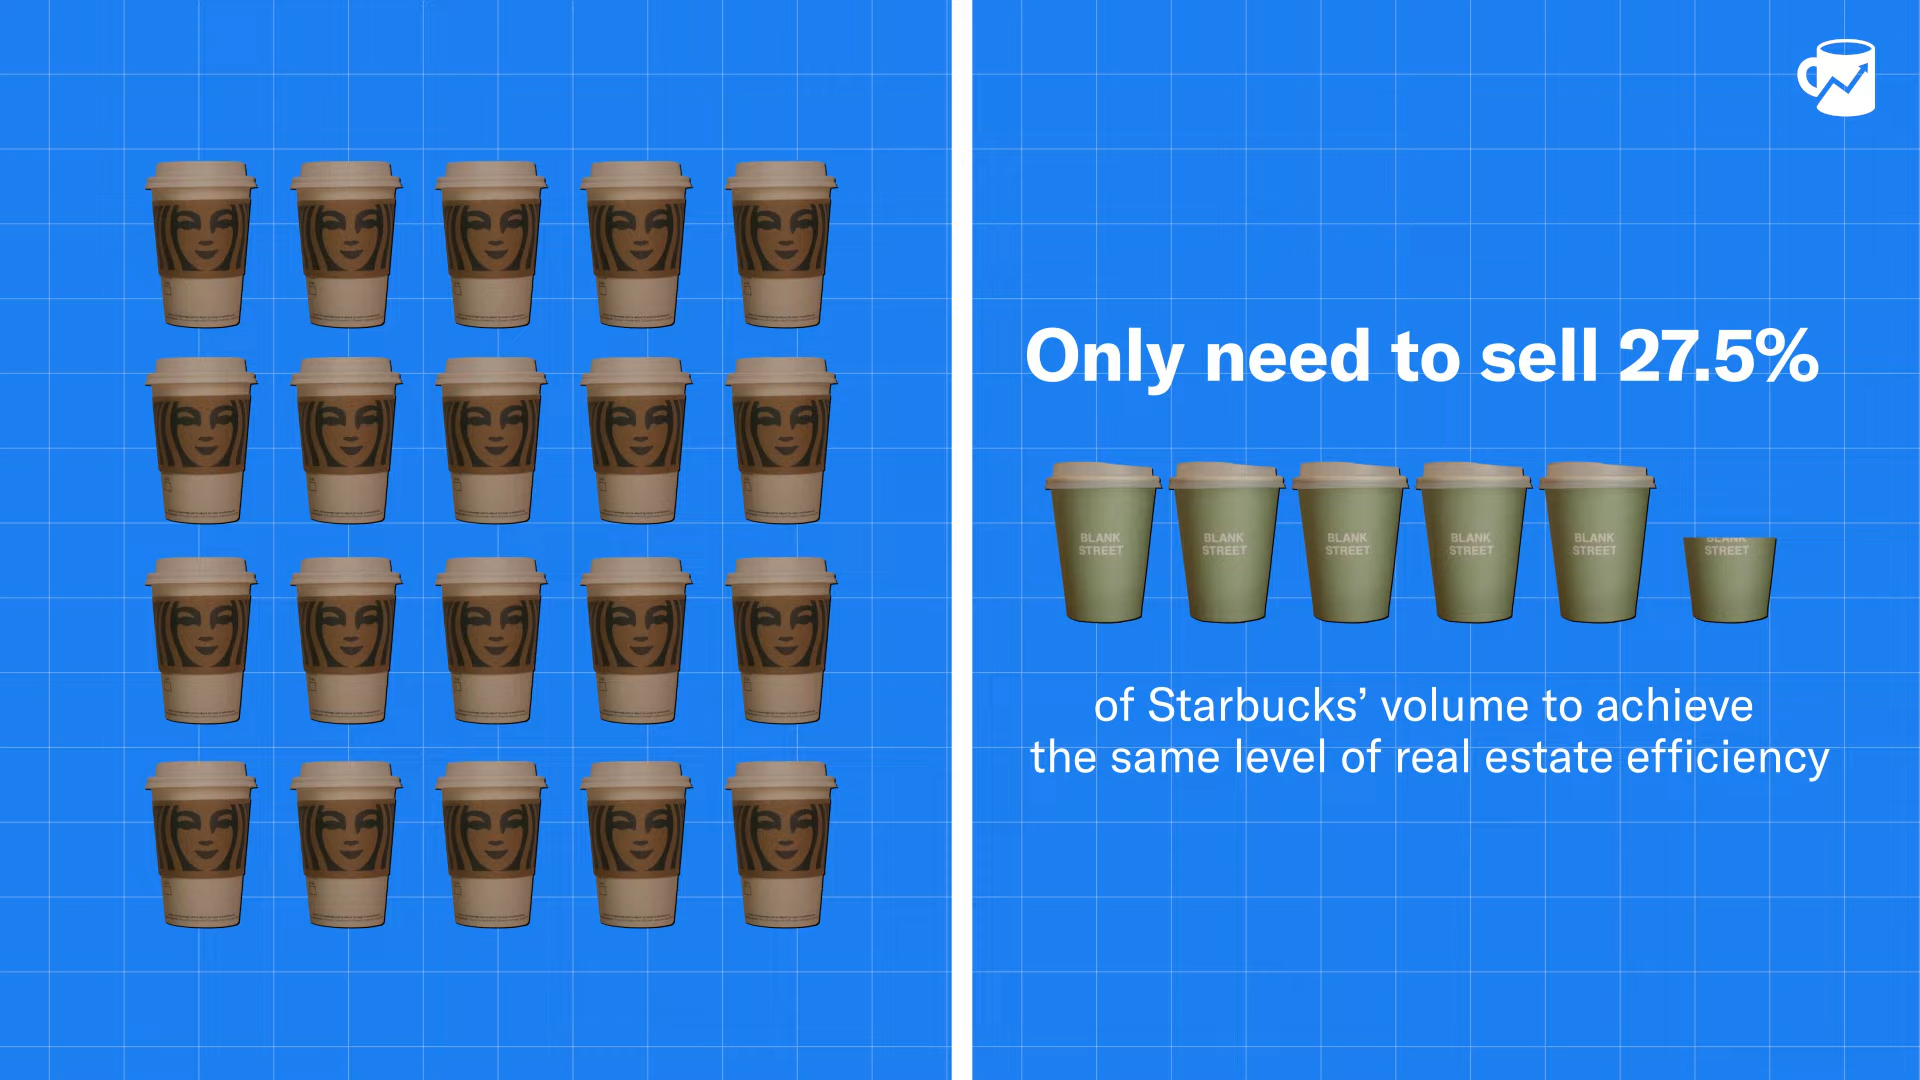 Only need to sell 27.5%
BLANK
STREET
BLANK
STREET
BLANK
STREET
BLANK
STREET
BLANK
STREET
BLANK
STREET
of Starbucks’ volume to achieve
the same level of real estate efficiency